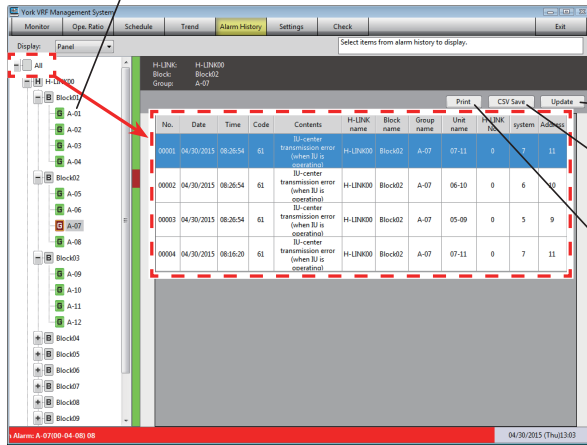 York VRF Management System
Monitor Ope. Ratio Schedule Trend Alarm History Settings Check Exit
Display: Panel
Select items from alarm history to display.
All
H H-LINK00
B Block01
G A-01
G A-02
G A-03
G A-04
B Block02
G A-05
G A-06
G A-07
G A-08
B Block03
G A-09
G A-10
G A-11
G A-12
B Block04
B Block05
B Block06
B Block07
B Block08
B Block09
H-LINK: H-LINK00
Block: Block02
Group: A-07
Print CSV Save Update
No. Date Time Code Contents H-LINK name Block name Group name Unit name H-LINK No. system Address
00001 04/30/2015 08:26:54 61 IU-center transmission error (when IU is operating) H-LINK00 Block02 A-07 07-11 0 7 11
00002 04/30/2015 08:26:54 61 IU-center transmission error (when IU is operating) H-LINK00 Block02 A-07 06-10 0 6 10
00003 04/30/2015 08:26:54 61 IU-center transmission error (when IU is operating) H-LINK00 Block02 A-07 05-09 0 5 9
00004 04/30/2015 08:16:20 61 IU-center transmission error (when IU is operating) H-LINK00 Block02 A-07 07-11 0 7 11
Alarm: A-07(00-04-08) 08
04/30/2015 (Thu)13:03